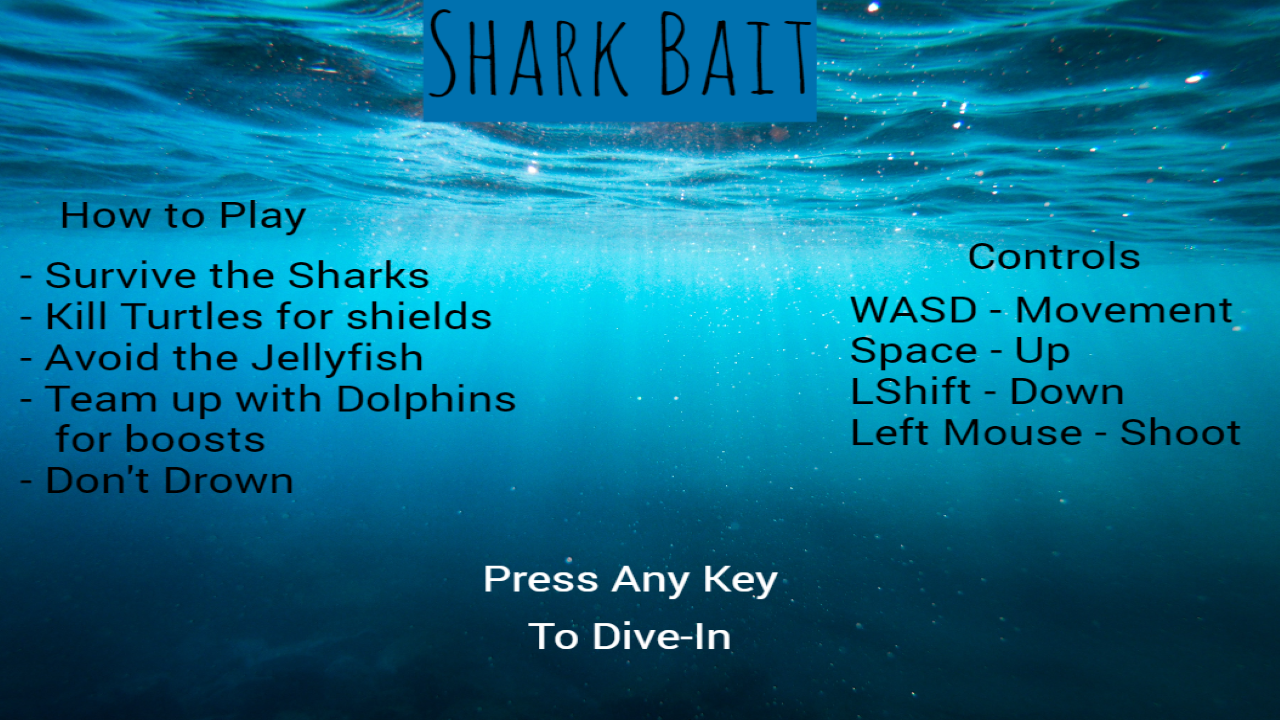 SHARK BAIT
How to Play
- Survive the Sharks
- Kill Turtles for shields
- Avoid the Jellyfish
- Team up with Dolphins
for boosts
- Don't Drown
Controls
WASD - Movement
Space - Up
LShift - Down
Left Mouse - Shoot
Press Any Key
To Dive-In